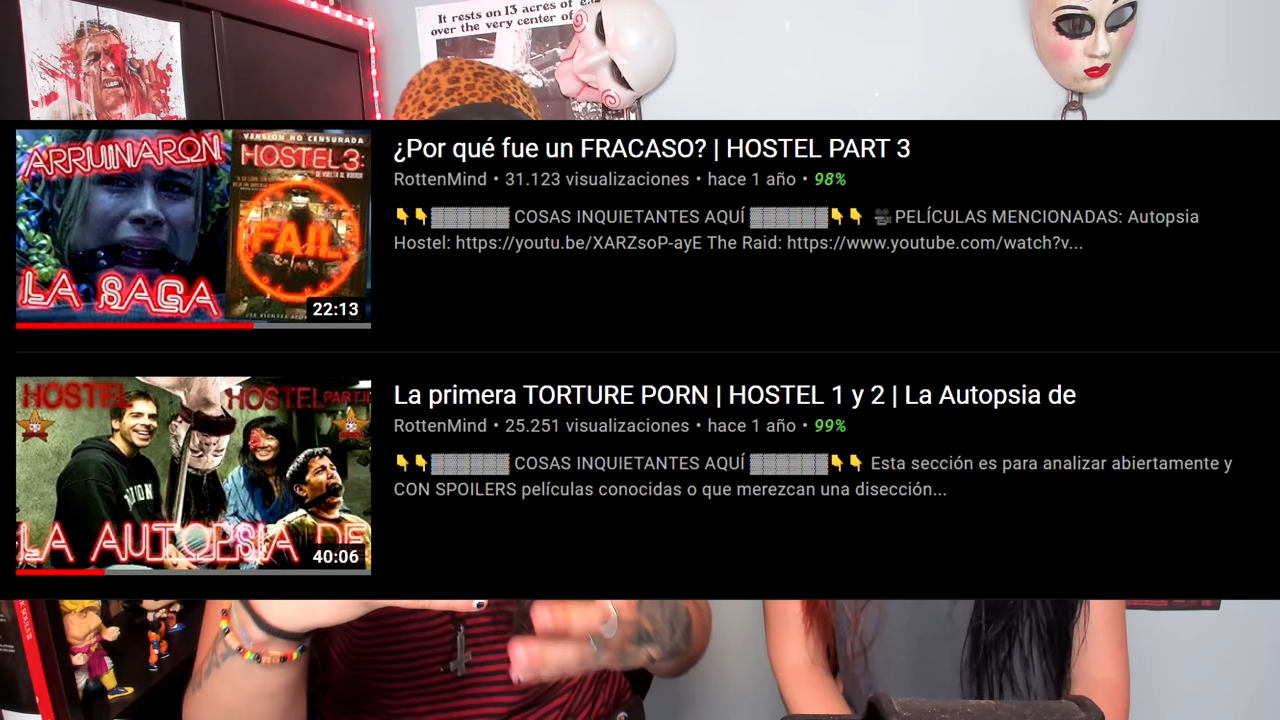 It rests on 13 acres of
over the very center of
ARRUINARON
LA SAGA
VERSION NO CENSURADA
HOSTEL 3:
DE VUELTA AL HORROR
FAIL
22:13
¿Por qué fue un FRACASO? | HOSTEL PART 3
RottenMind • 31.123 visualizaciones • hace 1 año • 98%
👇👇▒▒▒▒▒▒ COSAS INQUIETANTES AQUÍ ▒▒▒▒▒▒👇👇 🎥PELÍCULAS MENCIONADAS: Autopsia
Hostel: https://youtu.be/XARZsoP-ayE The Raid: https://www.youtube.com/watch?v...
HOSTEL
HOSTEL PART II
LA AUTOPSIA DE
40:06
La primera TORTURE PORN | HOSTEL 1 y 2 | La Autopsia de
RottenMind • 25.251 visualizaciones • hace 1 año • 99%
👇👇▒▒▒▒▒▒ COSAS INQUIETANTES AQUÍ ▒▒▒▒▒▒👇👇 Esta sección es para analizar abiertamente y
CON SPOILERS películas conocidas o que merezcan una disección...